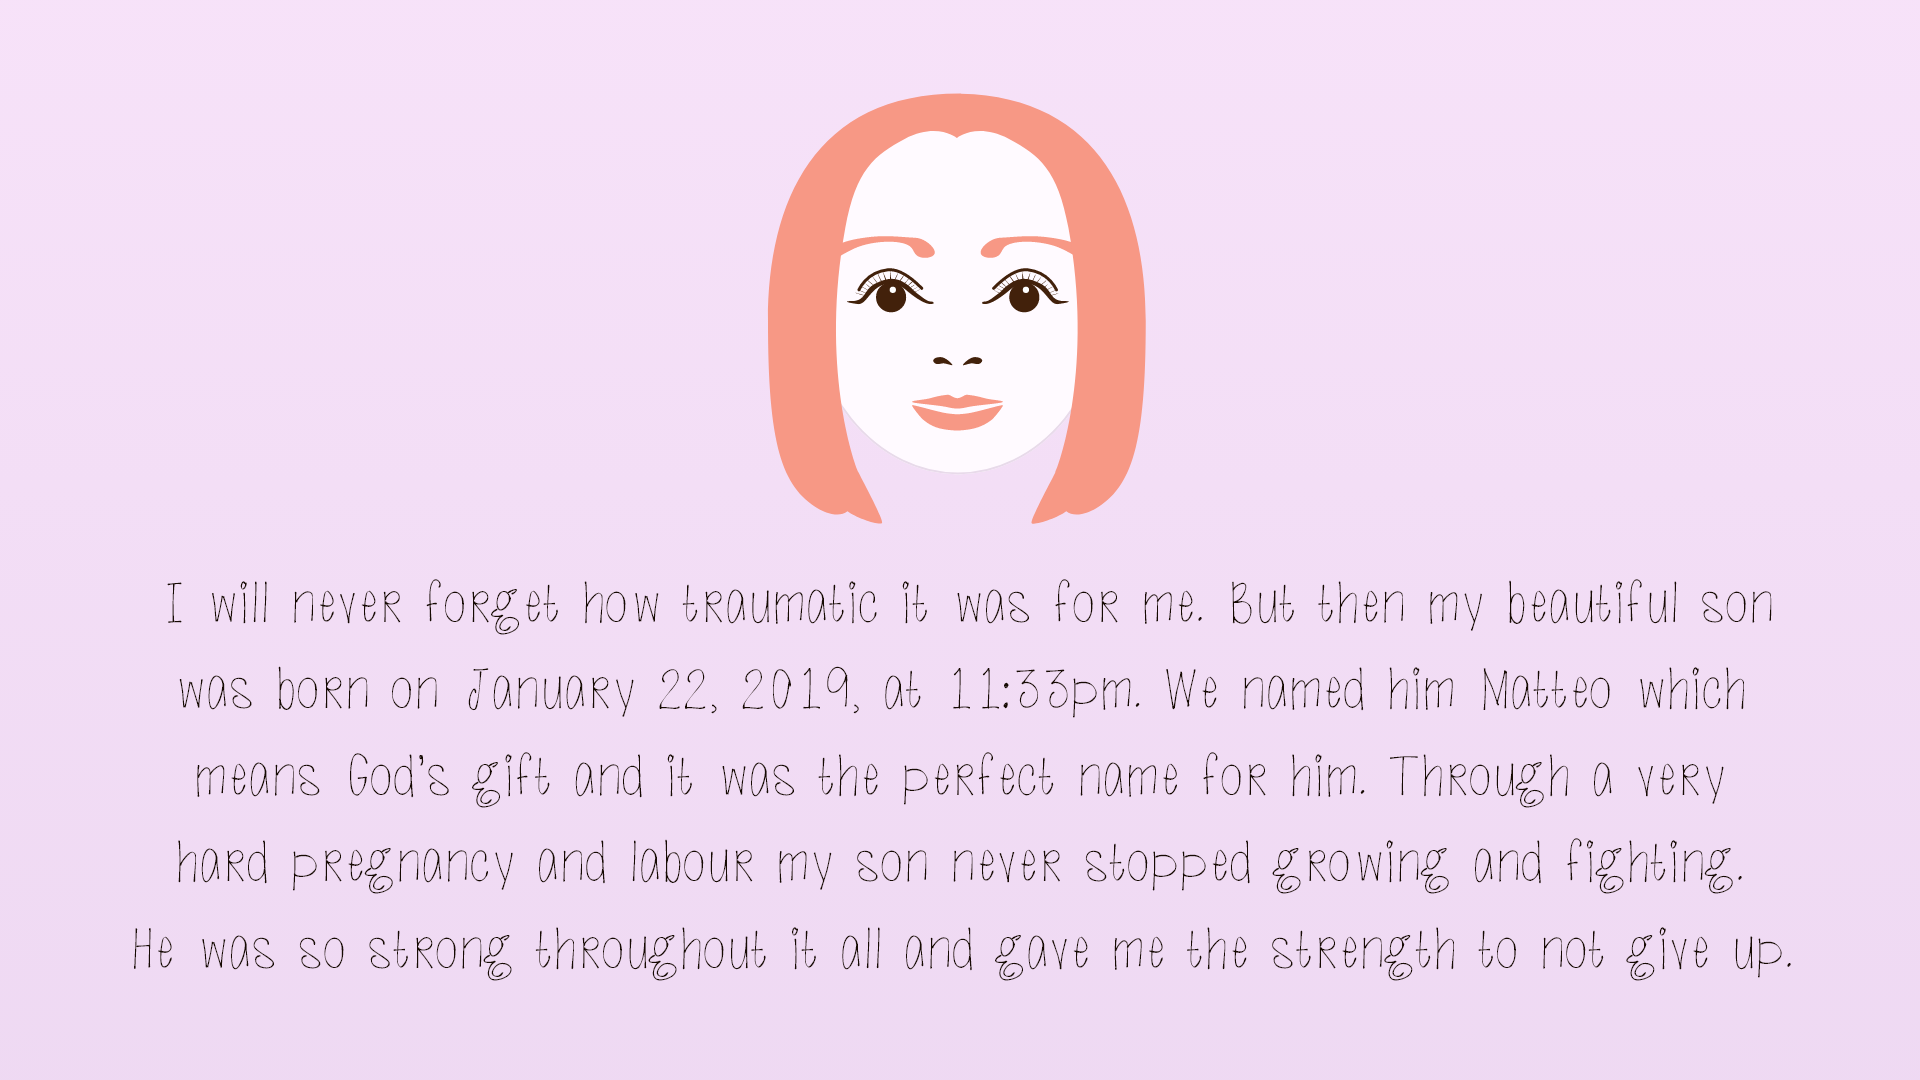 I will never forget how traumatic it was for me. But then my beautiful son
was born on January 22, 2019, at 11:33pm. We named him Matteo which
means God's gift and it was the perfect name for him. Through a very
hard pregnancy and labour my son never stopped growing and fighting.
He was so strong throughout it all and gave me the strength to not give up.